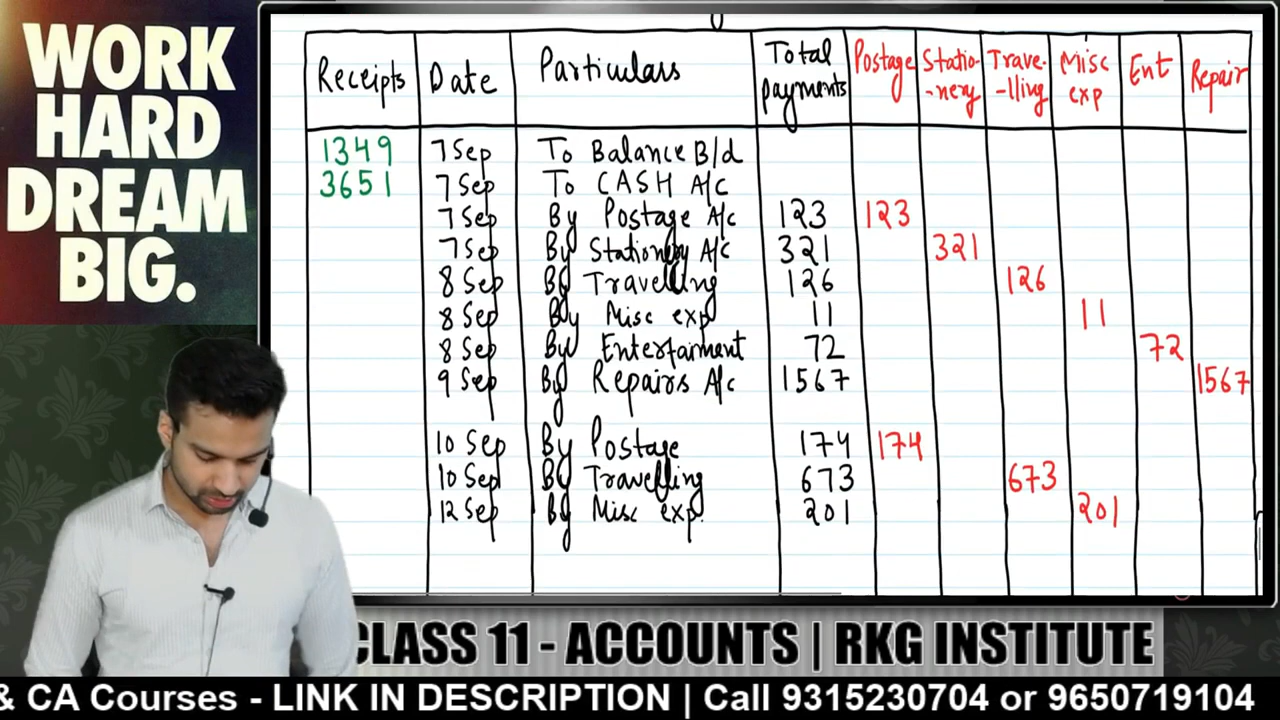 WORK
HARD
DREAM
BIG.
Receipts Date Particulars Total payments Postage Statio--nery Trave--lling Misc exp Ent Repair
1349 7 Sep To Balance B/d
3651 7 Sep To CASH A/c
7 Sep By Postage A/c 123 123
7 Sep By Stationery A/c 321 321
8 Sep By Travelling 126 126
8 Sep By Misc exp 11 11
8 Sep By Entertainment 72 72
9 Sep By Repairs A/c 1567 1567
10 Sep By Postage 174 174
10 Sep By Travelling 673 673
12 Sep By Misc exp. 201 201
CLASS 11 - ACCOUNTS | RKG INSTITUTE
& CA Courses - LINK IN DESCRIPTION | Call 9315230704 or 9650719104